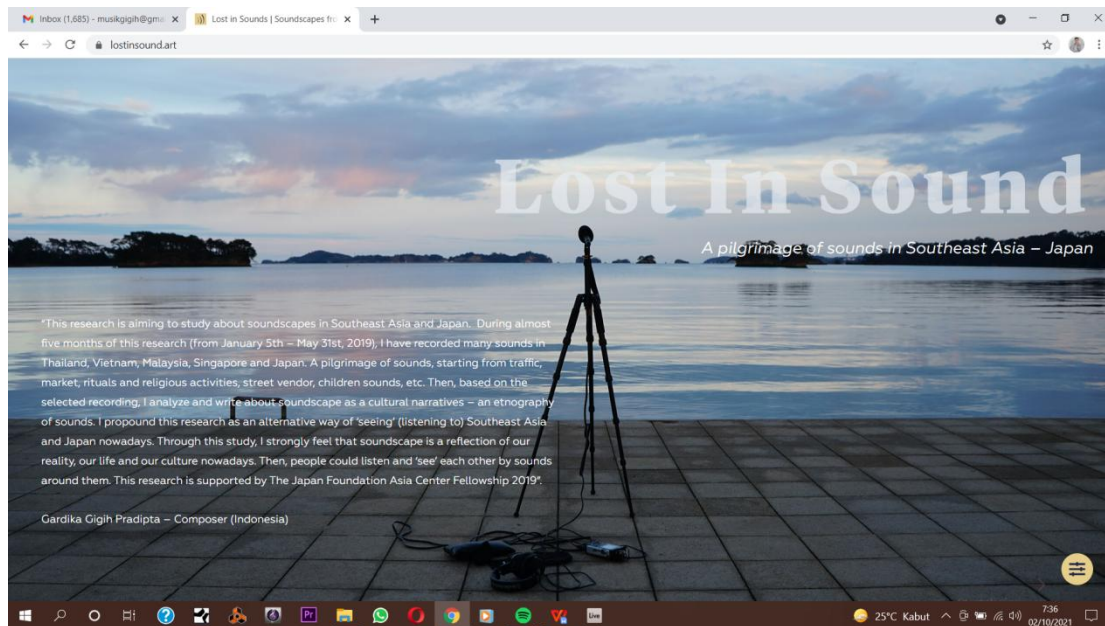 Inbox (1,685) - musikgigih@gma
Lost in Sounds | Soundscapes fro
lostinsound.art
Lost In Sound
A pilgrimage of sounds in Southeast Asia – Japan
"This research is aiming to study about soundscapes in Southeast Asia and Japan. During almost
five months of this research (from January 5th – May 31st, 2019), I have recorded many sounds in
Thailand, Vietnam, Malaysia, Singapore and Japan. A pilgrimage of sounds, starting from traffic,
market, rituals and religious activities, street vendor, children sounds, etc. Then, based on the
selected recording, I analyze and write about soundscape as a cultural narratives – an etnography
of sounds. I propound this research as an alternative way of 'seeing' (listening to) Southeast Asia
and Japan nowadays. Through this study, I strongly feel that soundscape is a reflection of our
reality, our life and our culture nowadays. Then, people could listen and 'see' each other by sounds
around them. This research is supported by The Japan Foundation Asia Center Fellowship 2019".
Gardika Gigih Pradipta – Composer (Indonesia)
Pr
Live
25°C Kabut
7:36
02/10/2021